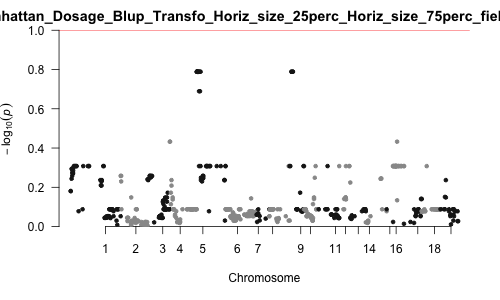 nhattan_Dosage_Blup_Transfo_Horiz_size_25perc_Horiz_size_75perc_fiel
1.0
0.8
0.6
0.4
0.2
0.0
− log₁₀(p)
1 2 3 4 5 6 7 9 11 14 16 18
Chromosome